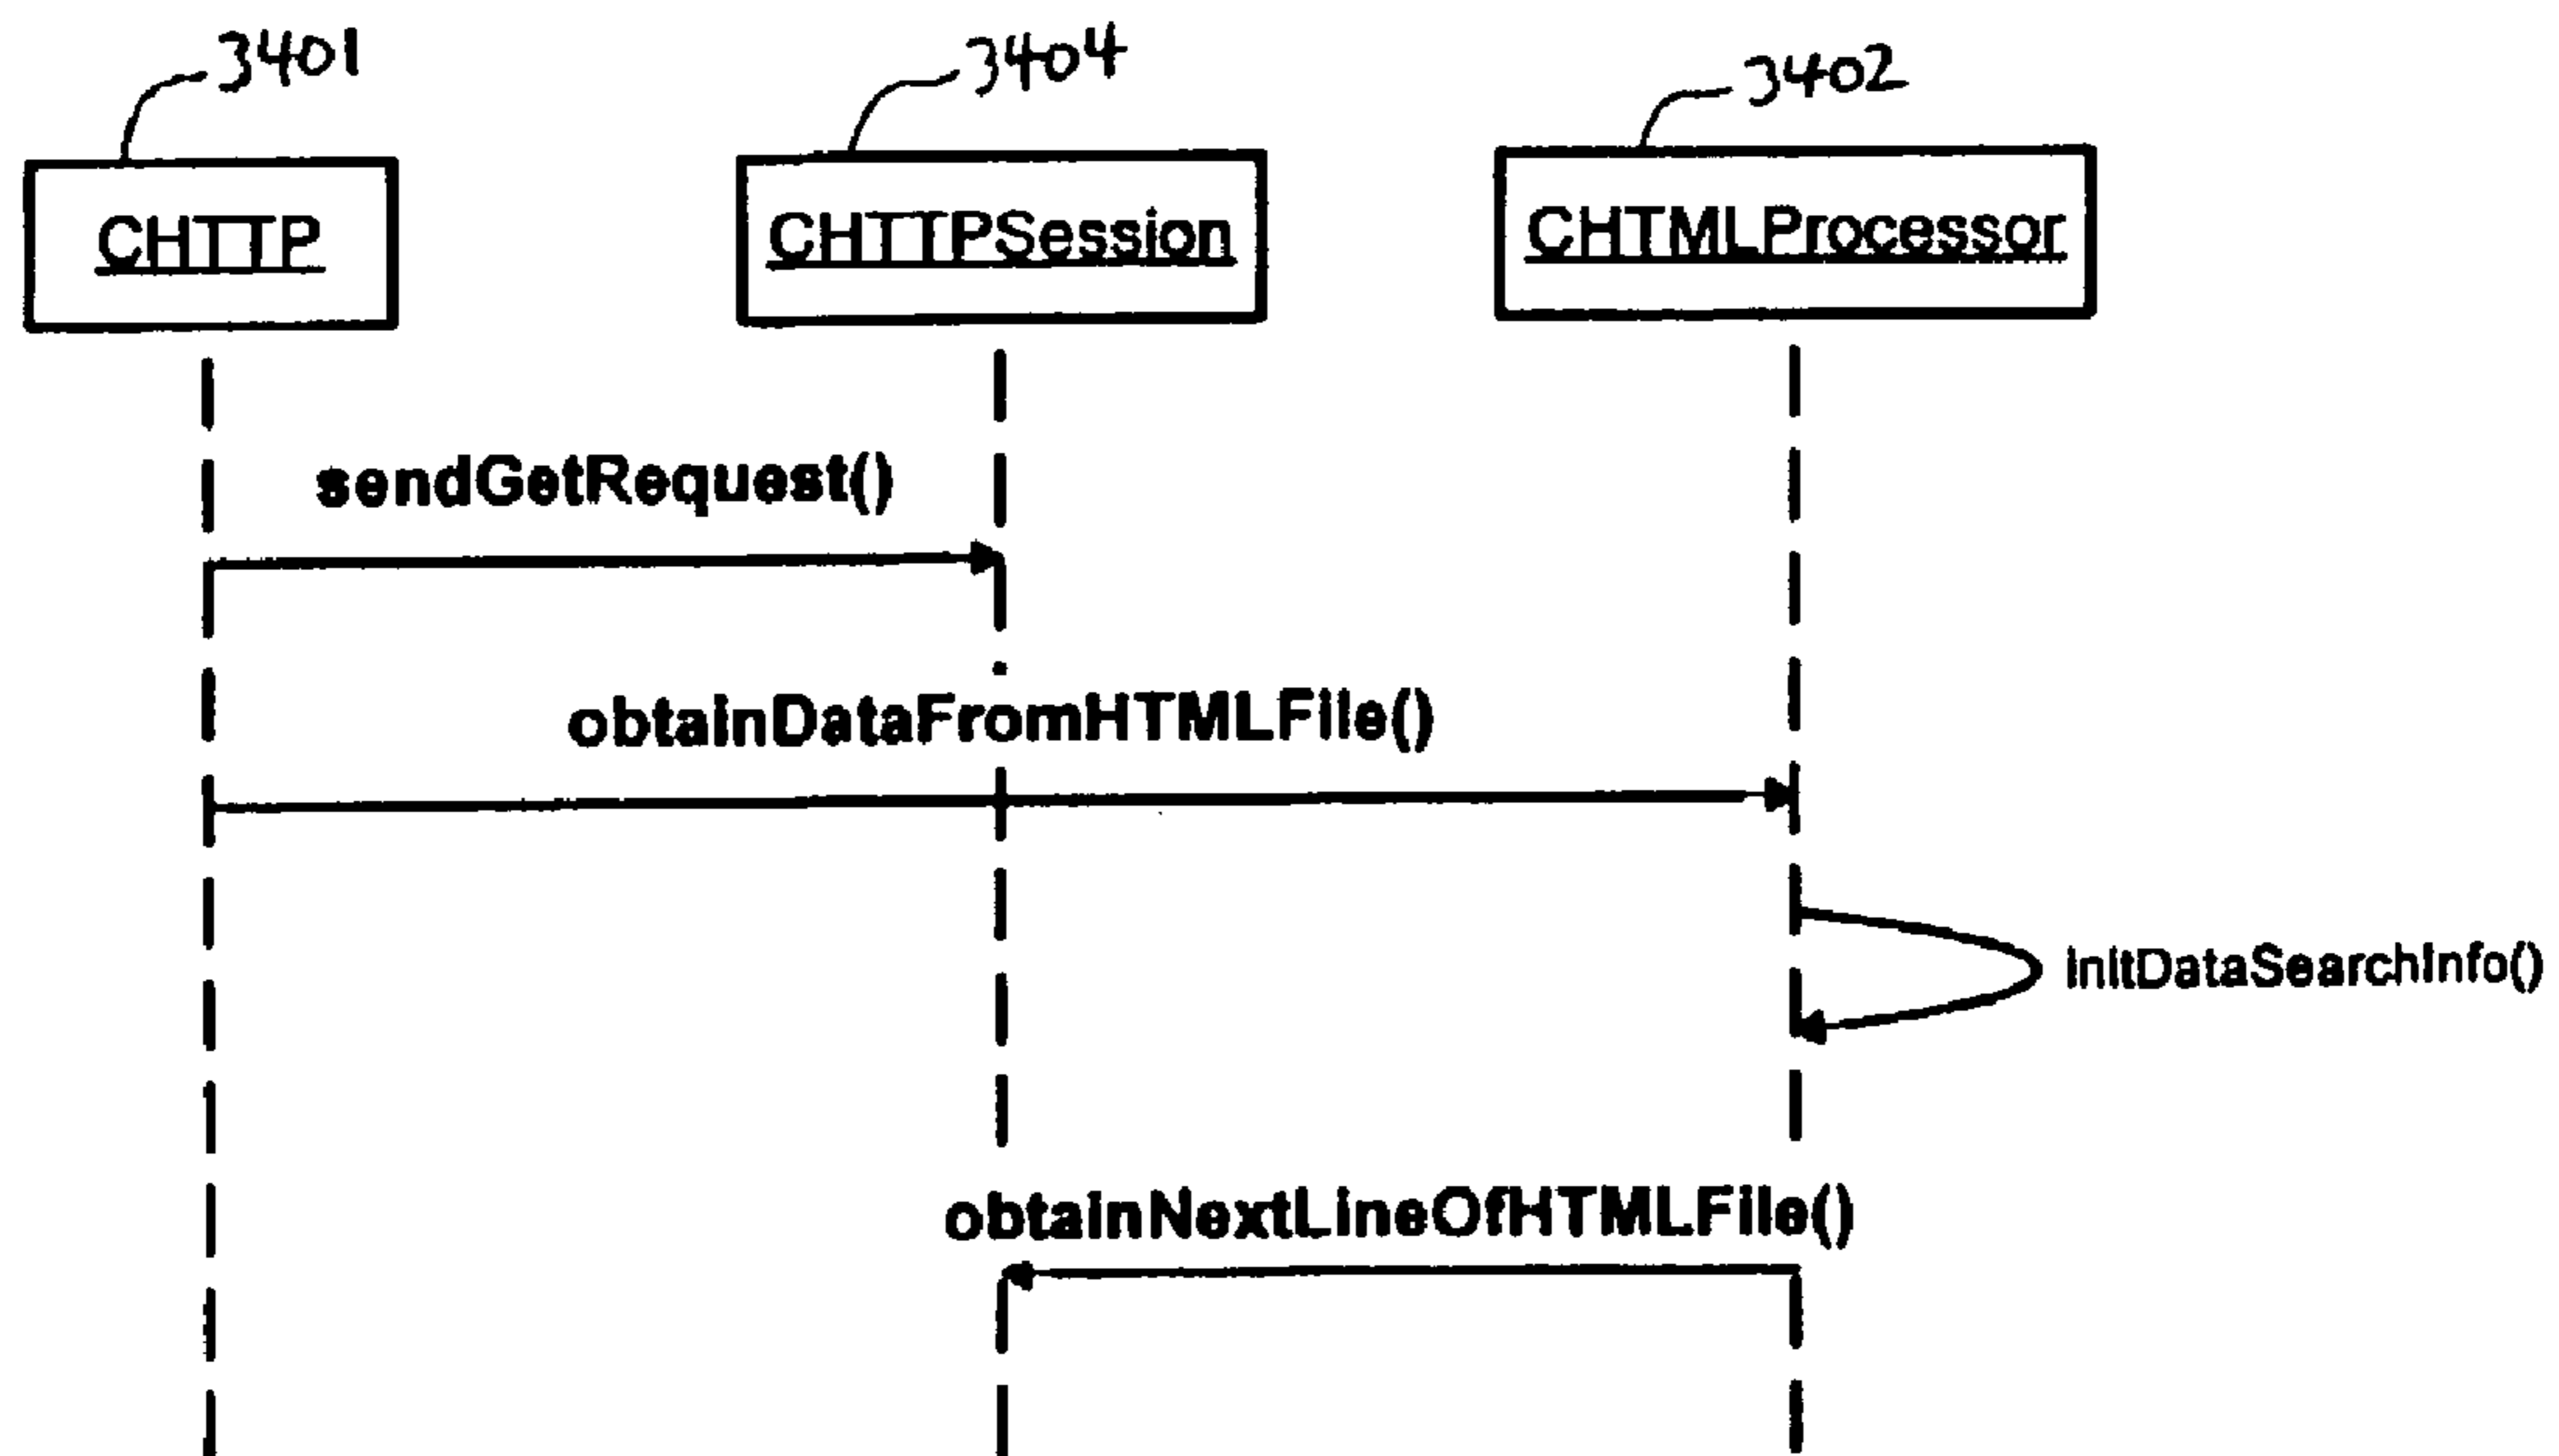 3401
3404
3402
CHTTP
CHTTPSession
CHTMLProcessor
sendGetRequest()
obtainDataFromHTMLFile()
initDataSearchInfo()
obtainNextLineOfHTMLFile()